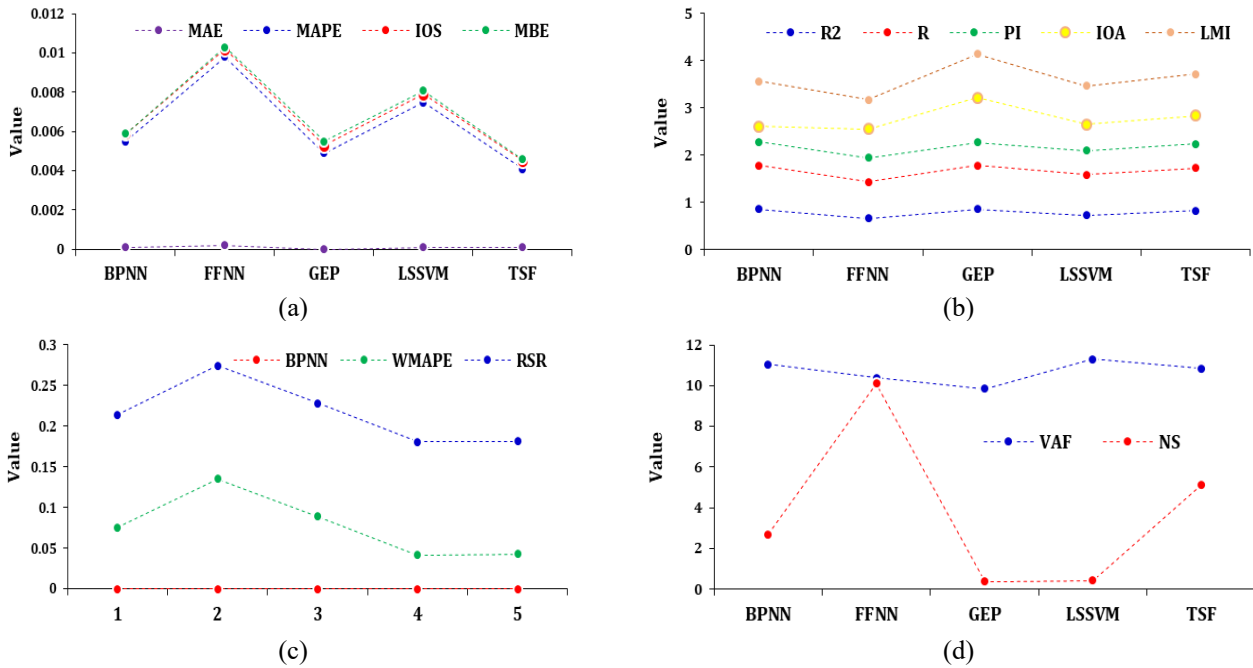 MAE MAPE IOS MBE
Value
0.012
0.01
0.008
0.006
0.004
0.002
0
BPNN FFNN GEP LSSVM TSF
(a)
R2 R PI IOA LMI
Value
5
4
3
2
1
0
BPNN FFNN GEP LSSVM TSF
(b)
BPNN WMAPE RSR
Value
0.3
0.25
0.2
0.15
0.1
0.05
0
1 2 3 4 5
(c)
VAF NS
Value
12
10
8
6
4
2
0
BPNN FFNN GEP LSSVM TSF
(d)